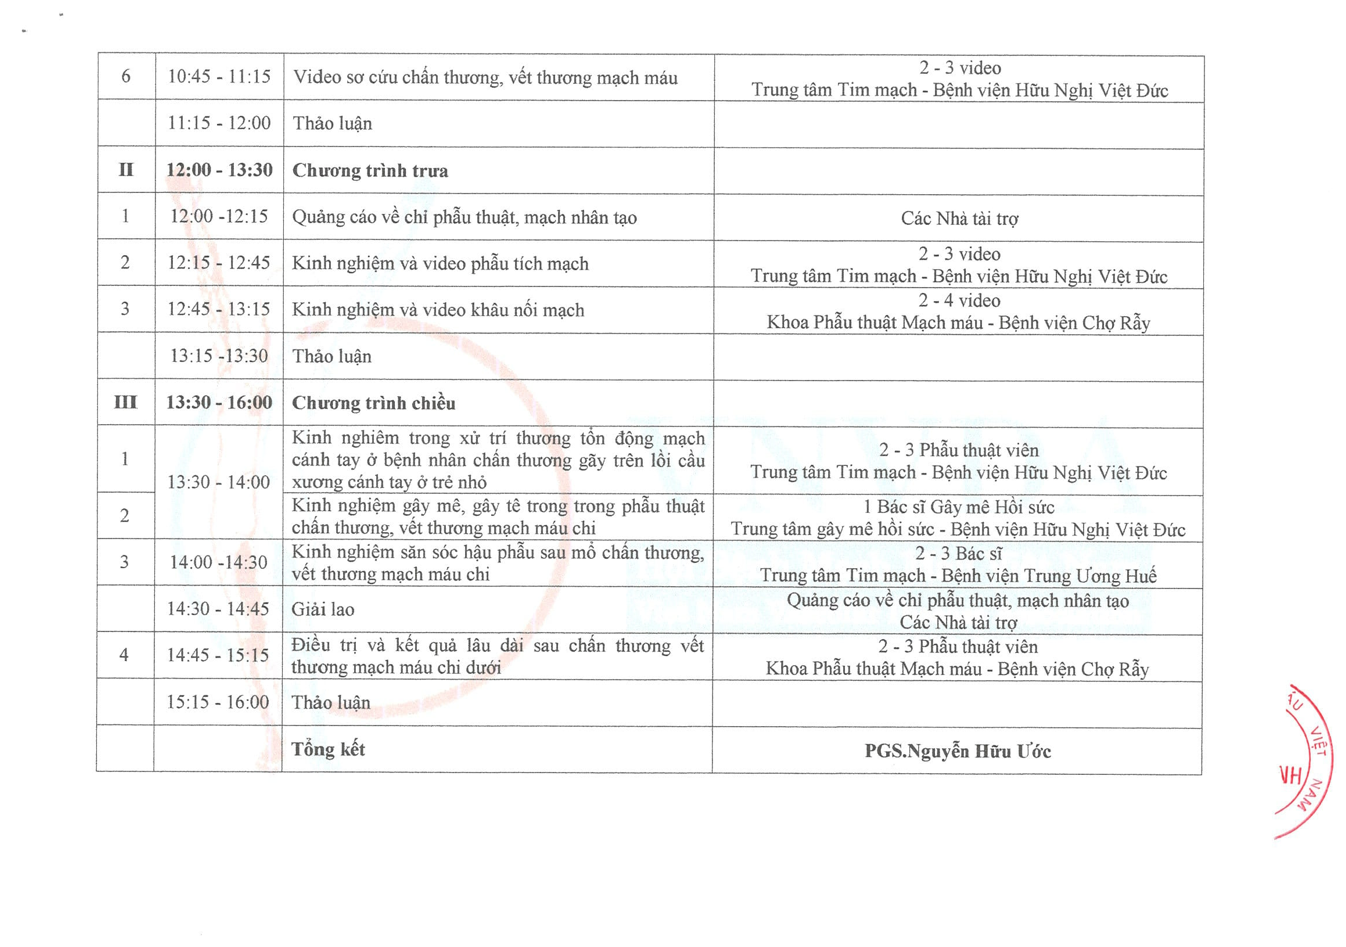 6 10:45 - 11:15 Video sơ cứu chấn thương, vết thương mạch máu 2 - 3 video
Trung tâm Tim mạch - Bệnh viện Hữu Nghị Việt Đức
11:15 - 12:00 Thảo luận
II 12:00 - 13:30 Chương trình trưa
1 12:00 -12:15 Quảng cáo về chỉ phẫu thuật, mạch nhân tạo Các Nhà tài trợ
2 12:15 - 12:45 Kinh nghiệm và video phẫu tích mạch 2 - 3 video
Trung tâm Tim mạch - Bệnh viện Hữu Nghị Việt Đức
3 12:45 - 13:15 Kinh nghiệm và video khâu nối mạch 2 - 4 video
Khoa Phẫu thuật Mạch máu - Bệnh viện Chợ Rẫy
13:15 -13:30 Thảo luận
III 13:30 - 16:00 Chương trình chiều
1 13:30 - 14:00 Kinh nghiêm trong xử trí thương tổn động mạch
cánh tay ở bệnh nhân chấn thương gãy trên lồi cầu
xương cánh tay ở trẻ nhỏ
2 - 3 Phẫu thuật viên
Trung tâm Tim mạch - Bệnh viện Hữu Nghị Việt Đức
2 Kinh nghiệm gây mê, gây tê trong trong phẫu thuật
chấn thương, vết thương mạch máu chi
1 Bác sĩ Gây mê Hồi sức
Trung tâm gây mê hồi sức - Bệnh viện Hữu Nghị Việt Đức
3 14:00 -14:30 Kinh nghiệm săn sóc hậu phẫu sau mổ chấn thương,
vết thương mạch máu chi
2 - 3 Bác sĩ
Trung tâm Tim mạch - Bệnh viện Trung Ương Huế
14:30 - 14:45 Giải lao Quảng cáo về chỉ phẫu thuật, mạch nhân tạo
Các Nhà tài trợ
4 14:45 - 15:15 Điều trị và kết quả lâu dài sau chấn thương vết
thương mạch máu chi dưới
2 - 3 Phẫu thuật viên
Khoa Phẫu thuật Mạch máu - Bệnh viện Chợ Rẫy
15:15 - 16:00 Thảo luận
Tổng kết PGS.Nguyễn Hữu Ước
VIỆT NAM